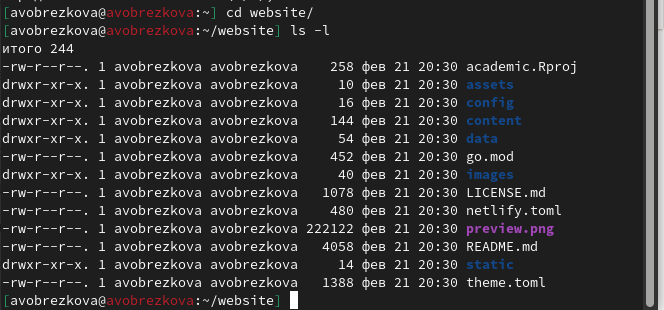 [avobrezkova@avobrezkova:~] cd website/
[avobrezkova@avobrezkova:~/website] ls -l
итого 244
-rw-r--r--. 1 avobrezkova avobrezkova    258 фев 21 20:30 academic.Rproj
drwxr-xr-x. 1 avobrezkova avobrezkova     10 фев 21 20:30 assets
drwxr-xr-x. 1 avobrezkova avobrezkova     16 фев 21 20:30 config
drwxr-xr-x. 1 avobrezkova avobrezkova    144 фев 21 20:30 content
drwxr-xr-x. 1 avobrezkova avobrezkova     54 фев 21 20:30 data
-rw-r--r--. 1 avobrezkova avobrezkova    452 фев 21 20:30 go.mod
drwxr-xr-x. 1 avobrezkova avobrezkova     40 фев 21 20:30 images
-rw-r--r--. 1 avobrezkova avobrezkova   1078 фев 21 20:30 LICENSE.md
-rw-r--r--. 1 avobrezkova avobrezkova    480 фев 21 20:30 netlify.toml
-rw-r--r--. 1 avobrezkova avobrezkova 222122 фев 21 20:30 preview.png
-rw-r--r--. 1 avobrezkova avobrezkova   4058 фев 21 20:30 README.md
drwxr-xr-x. 1 avobrezkova avobrezkova     14 фев 21 20:30 static
-rw-r--r--. 1 avobrezkova avobrezkova   1388 фев 21 20:30 theme.toml
[avobrezkova@avobrezkova:~/website]